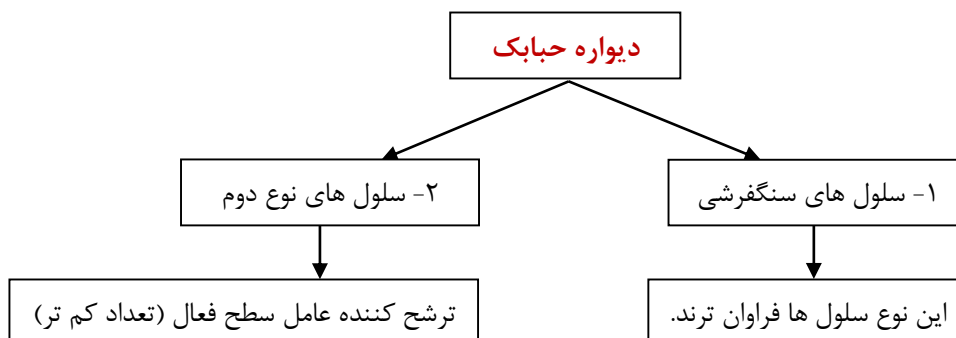 دیواره حبابک
۱- سلول های سنگفرشی
۲- سلول های نوع دوم
این نوع سلول ها فراوان ترند.
ترشح کننده عامل سطح فعال (تعداد کم تر)